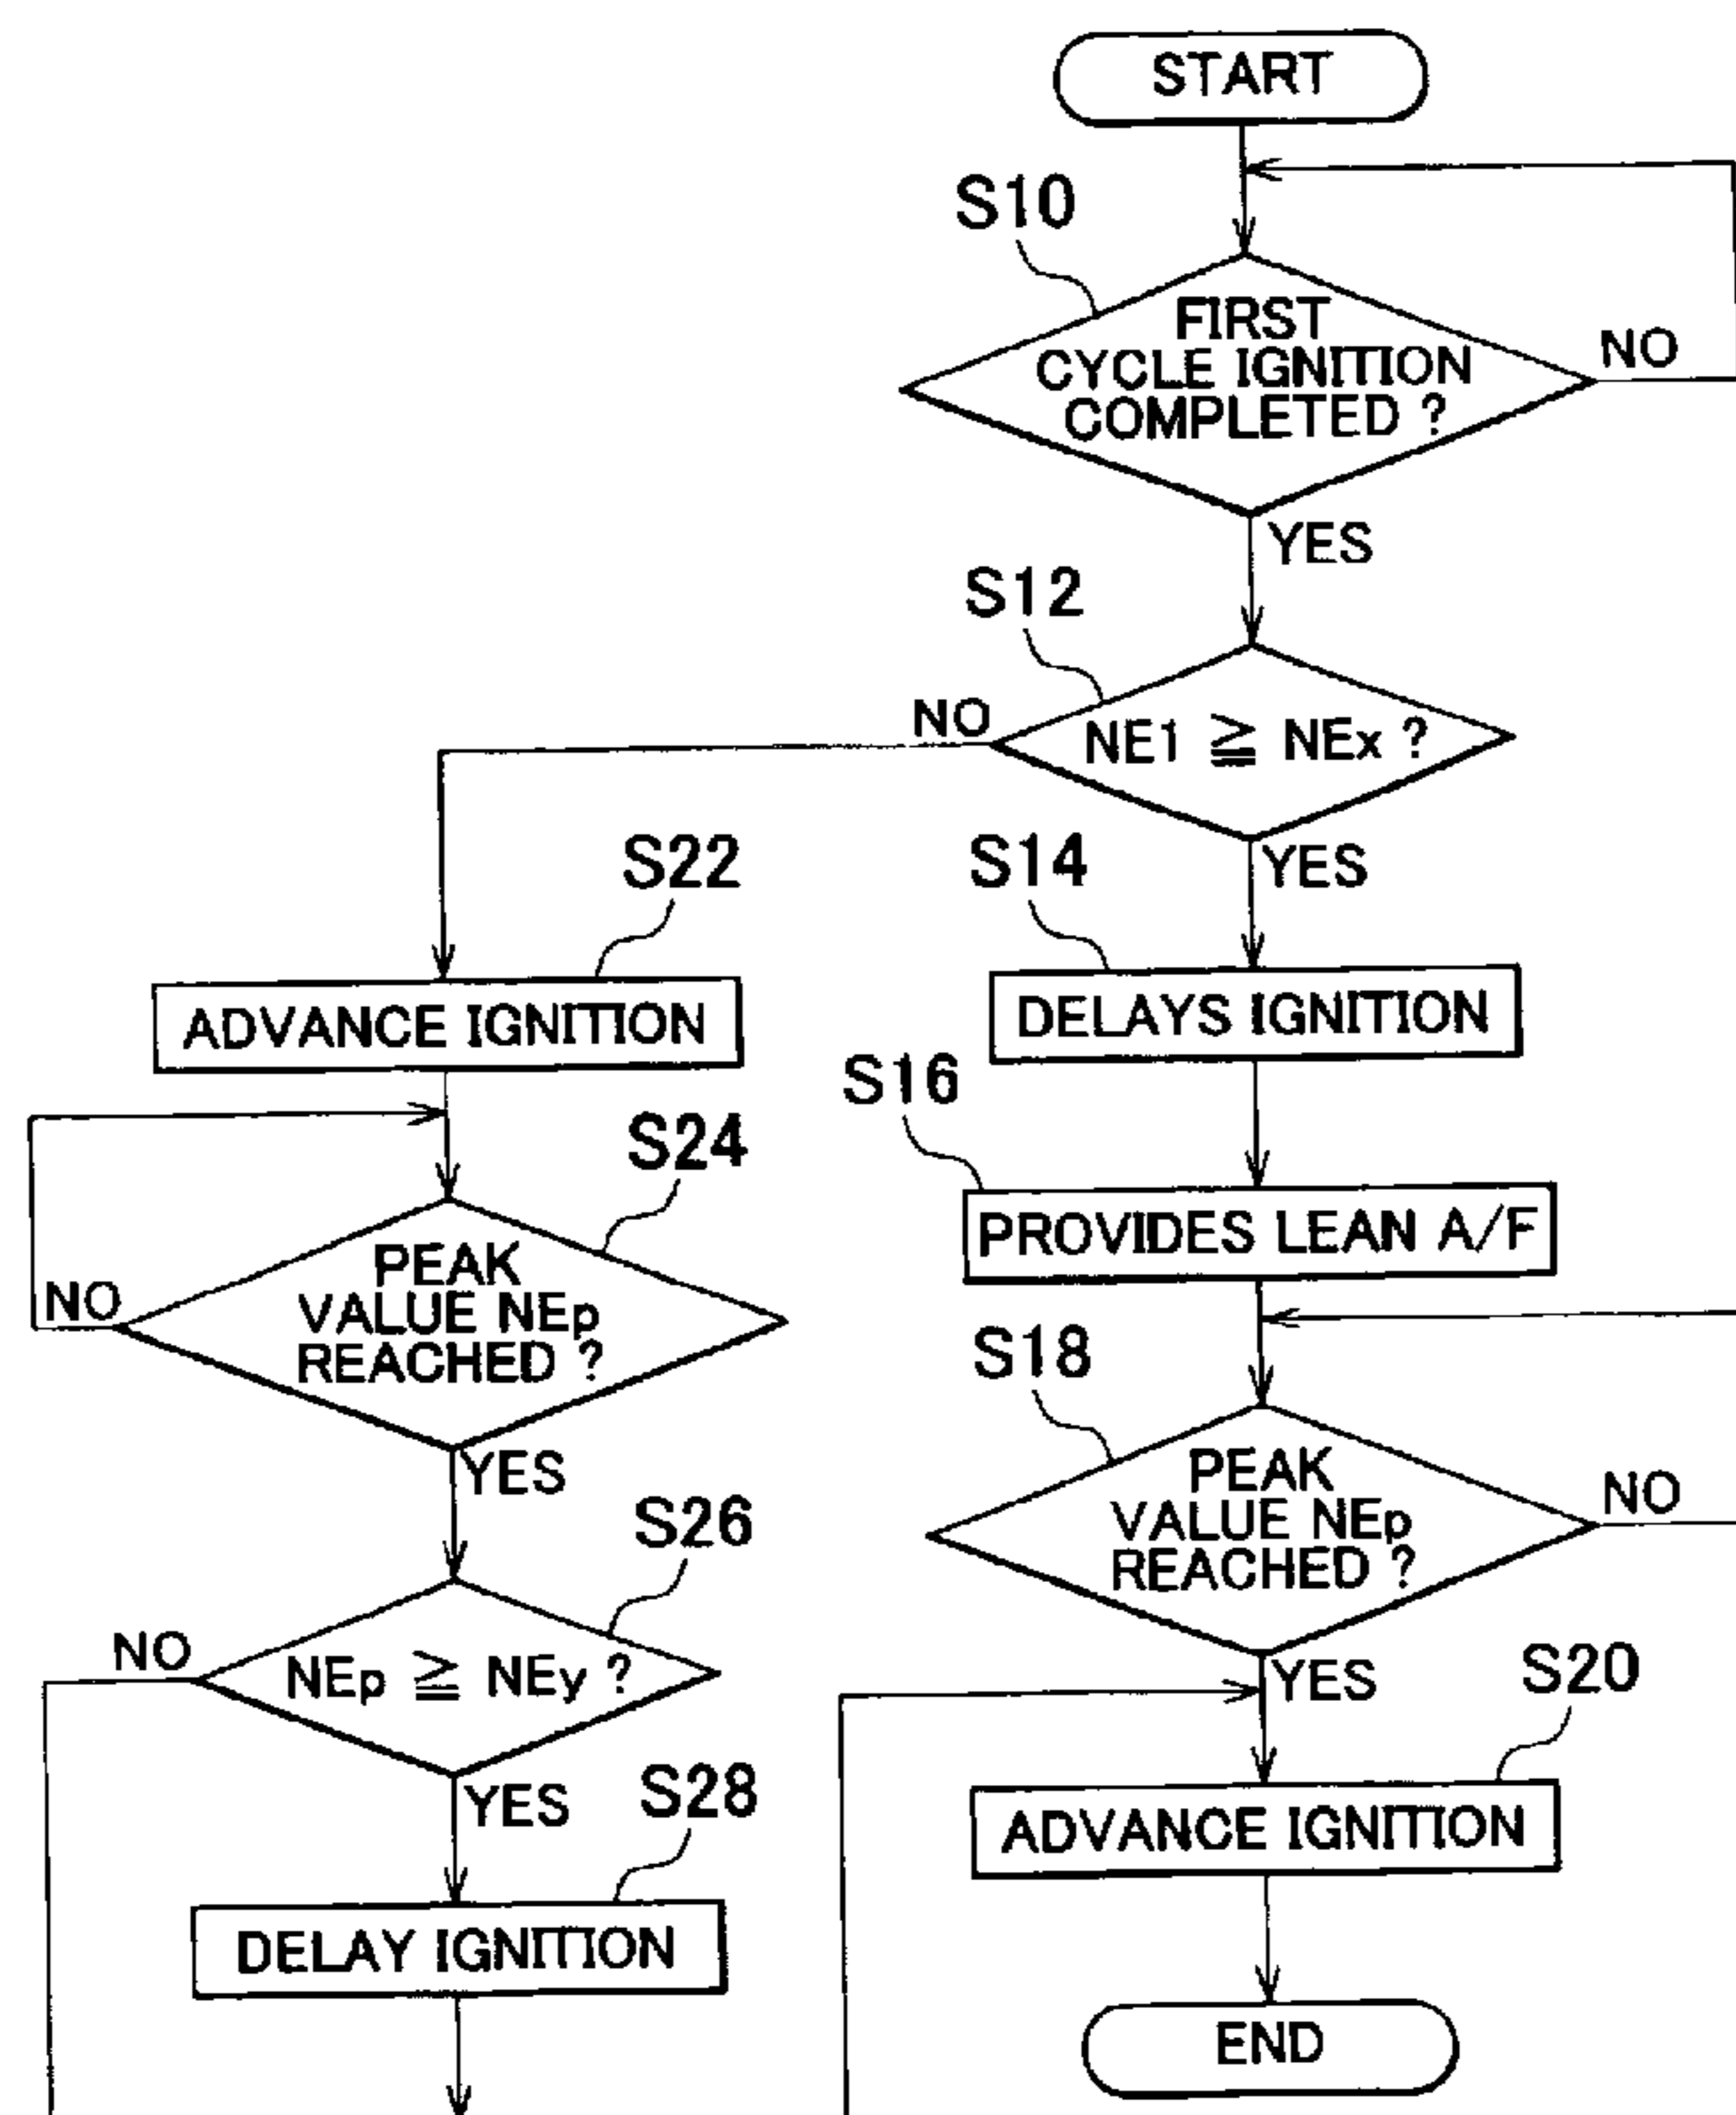 START
S10
FIRST
CYCLE IGNITION
COMPLETED ?
NO
YES
S12
NO
NE1 ≧ NEx ?
YES
S22
S14
ADVANCE IGNITION
DELAYS IGNITION
S16
PROVIDES LEAN A/F
S24
PEAK
VALUE NEp
REACHED ?
NO
YES
S18
PEAK
VALUE NEp
REACHED ?
NO
YES
S26
NO
NEp ≧ NEy ?
YES
S20
ADVANCE IGNITION
S28
DELAY IGNITION
END